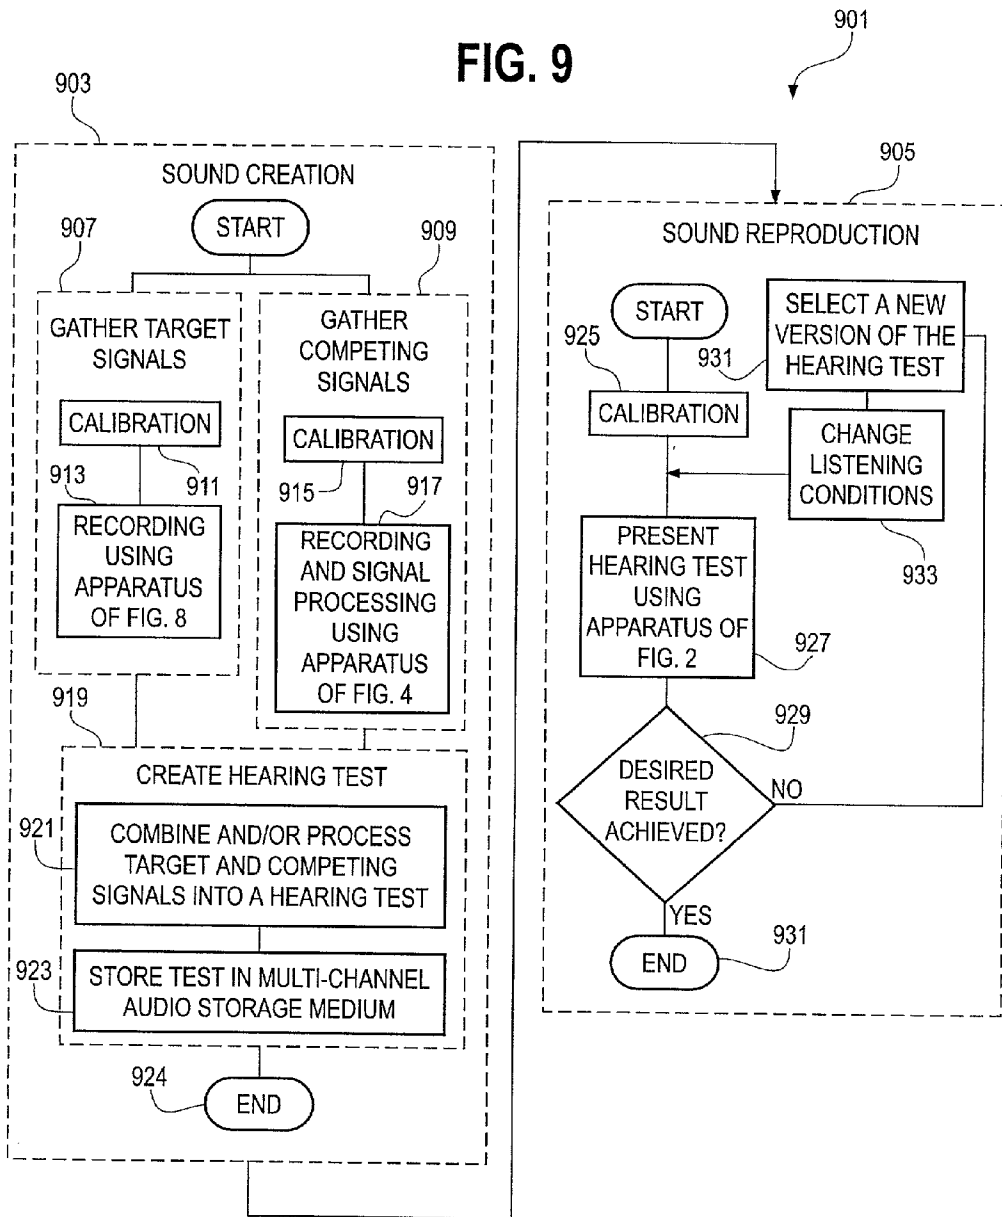 FIG. 9
901
903
SOUND CREATION
START
907
909
GATHER TARGET
SIGNALS
CALIBRATION
911
913
RECORDING
USING
APPARATUS
OF FIG. 8
GATHER
COMPETING
SIGNALS
CALIBRATION
915
917
RECORDING
AND SIGNAL
PROCESSING
USING
APPARATUS
OF FIG. 4
919
CREATE HEARING TEST
921
COMBINE AND/OR PROCESS
TARGET AND COMPETING
SIGNALS INTO A HEARING TEST
923
STORE TEST IN MULTI-CHANNEL
AUDIO STORAGE MEDIUM
924
END
905
SOUND REPRODUCTION
START
925
CALIBRATION
SELECT A NEW
VERSION OF THE
HEARING TEST
931
CHANGE
LISTENING
CONDITIONS
933
PRESENT
HEARING TEST
USING
APPARATUS OF
FIG. 2
927
929
DESIRED
RESULT
ACHIEVED?
NO
YES
END
931